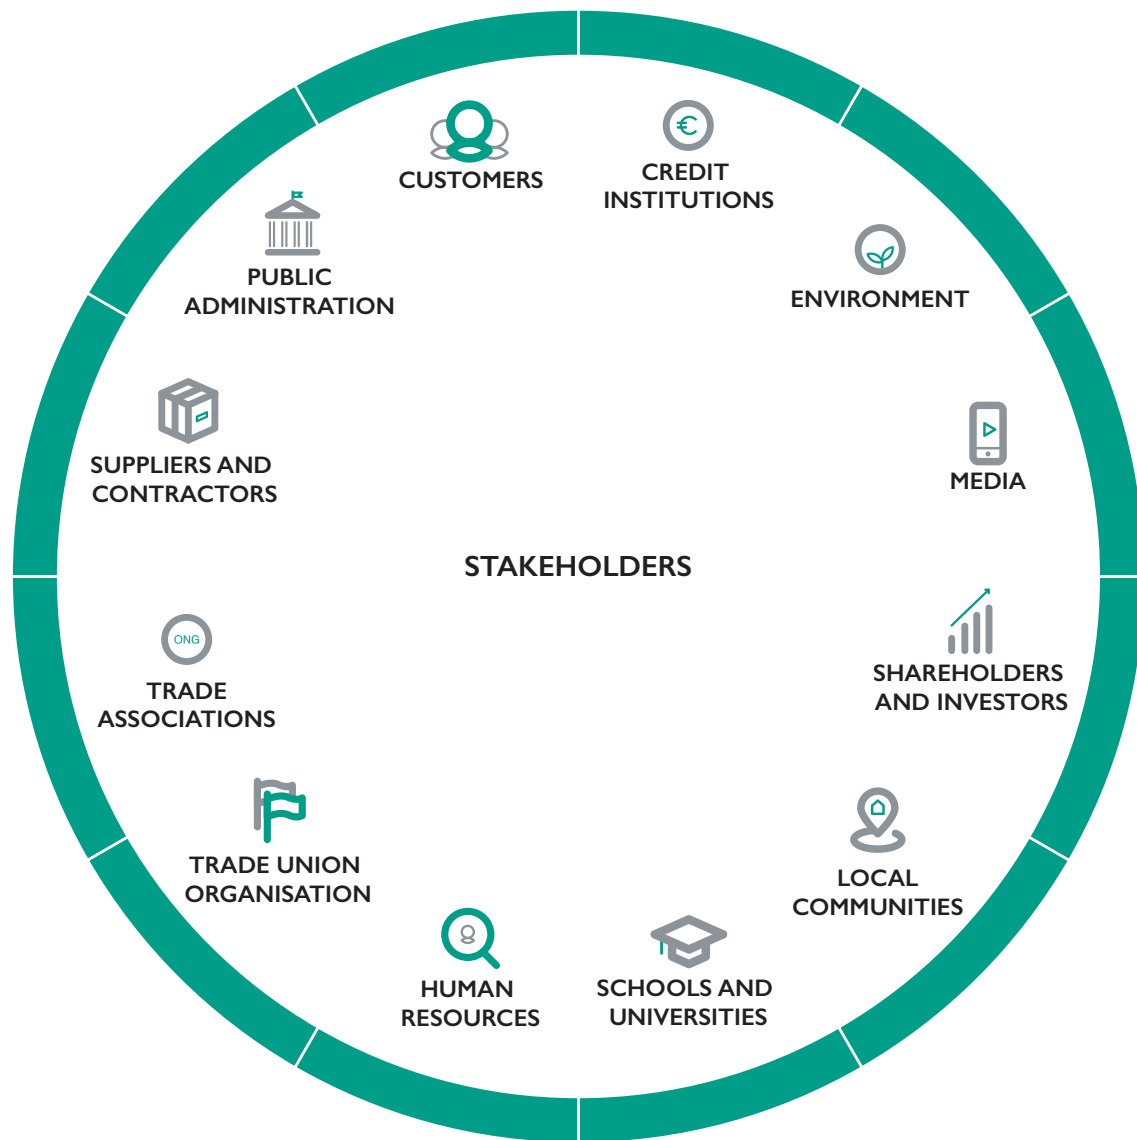 CUSTOMERS
€
CREDIT
INSTITUTIONS
PUBLIC
ADMINISTRATION
ENVIRONMENT
SUPPLIERS AND
CONTRACTORS
MEDIA
STAKEHOLDERS
ONG
TRADE
ASSOCIATIONS
SHAREHOLDERS
AND INVESTORS
TRADE UNION
ORGANISATION
LOCAL
COMMUNITIES
HUMAN
RESOURCES
SCHOOLS AND
UNIVERSITIES